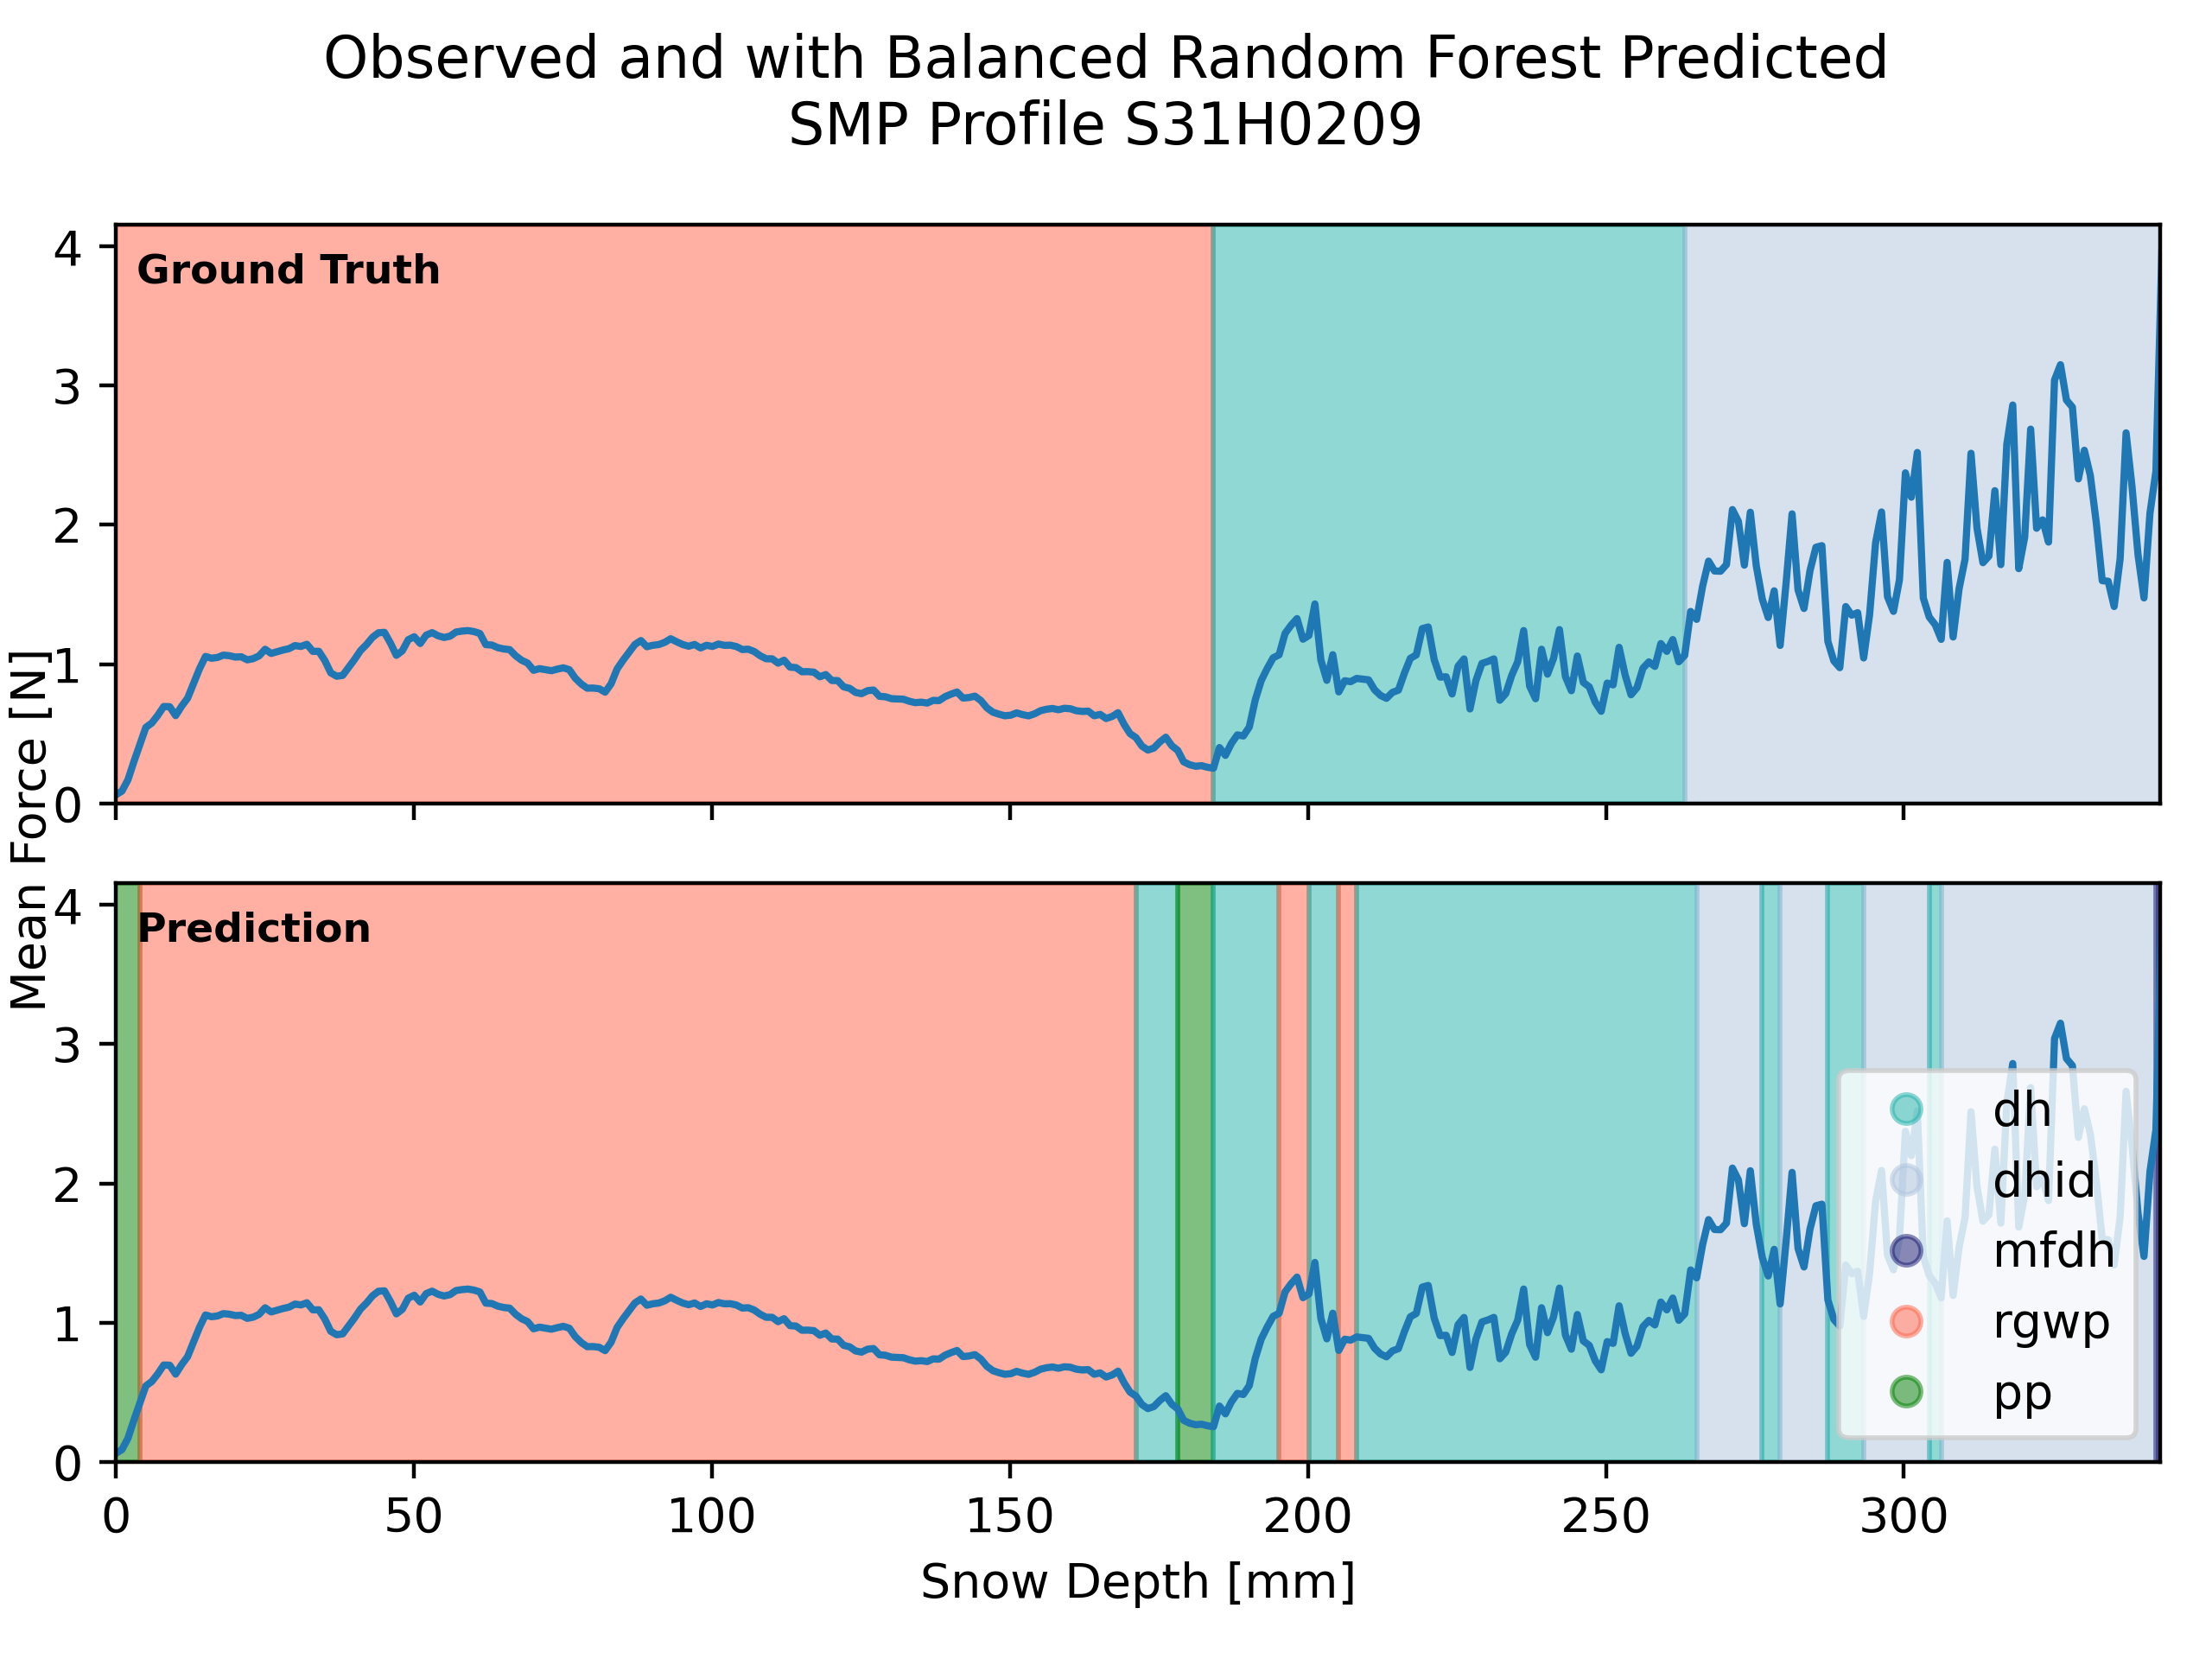 Observed and with Balanced Random Forest Predicted
SMP Profile S31H0209
Mean Force [N]
4
3
2
1
0
Ground Truth
4
3
2
1
0
Prediction
dh
dhid
mfdh
rgwp
pp
0 50 100 150 200 250 300
Snow Depth [mm]